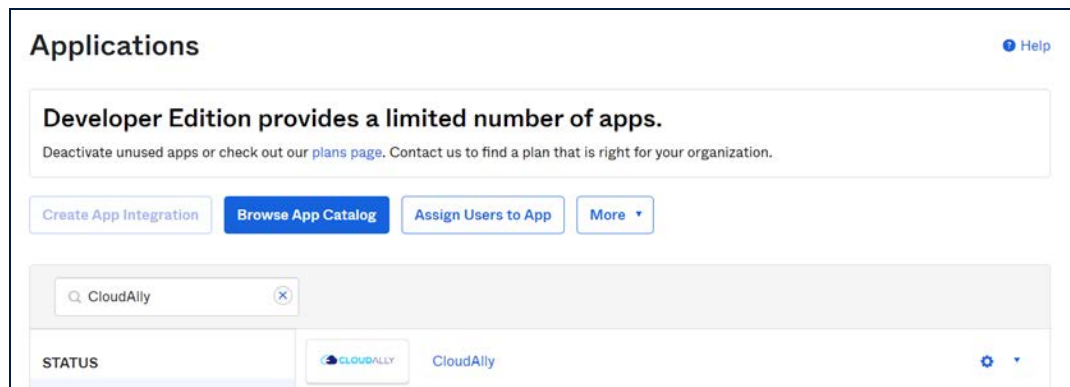 Applications
Help
Developer Edition provides a limited number of apps.
Deactivate unused apps or check out our plans page. Contact us to find a plan that is right for your organization.
Create App Integration
Browse App Catalog
Assign Users to App
More
CloudAlly
STATUS
CLOUDALLY
CloudAlly